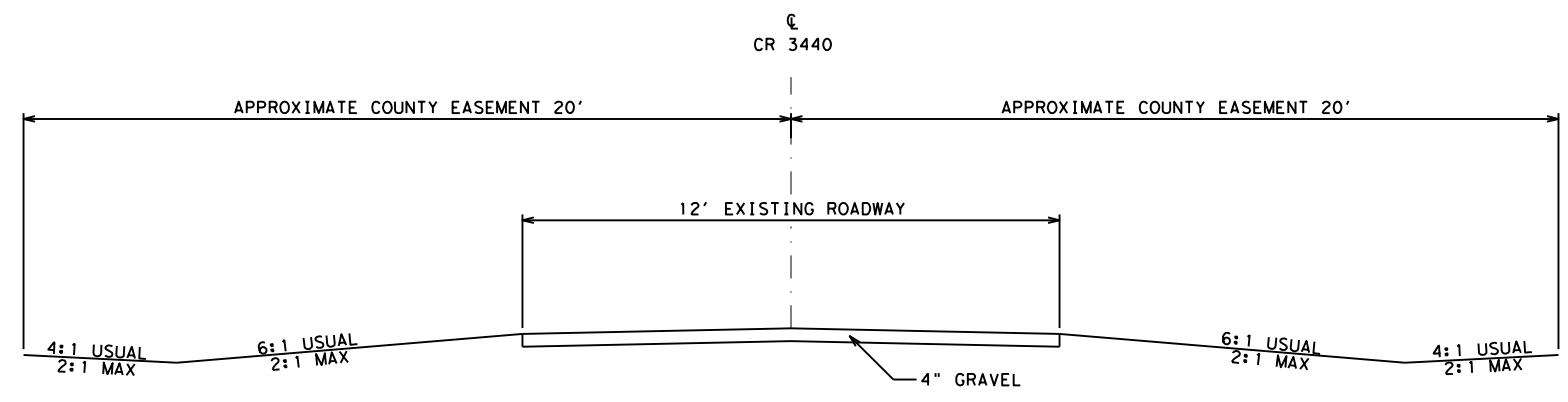 ℄
CR 3440
APPROXIMATE COUNTY EASEMENT 20'
APPROXIMATE COUNTY EASEMENT 20'
12' EXISTING ROADWAY
4:1 USUAL
2:1 MAX
6:1 USUAL
2:1 MAX
6:1 USUAL
2:1 MAX
4:1 USUAL
2:1 MAX
4" GRAVEL